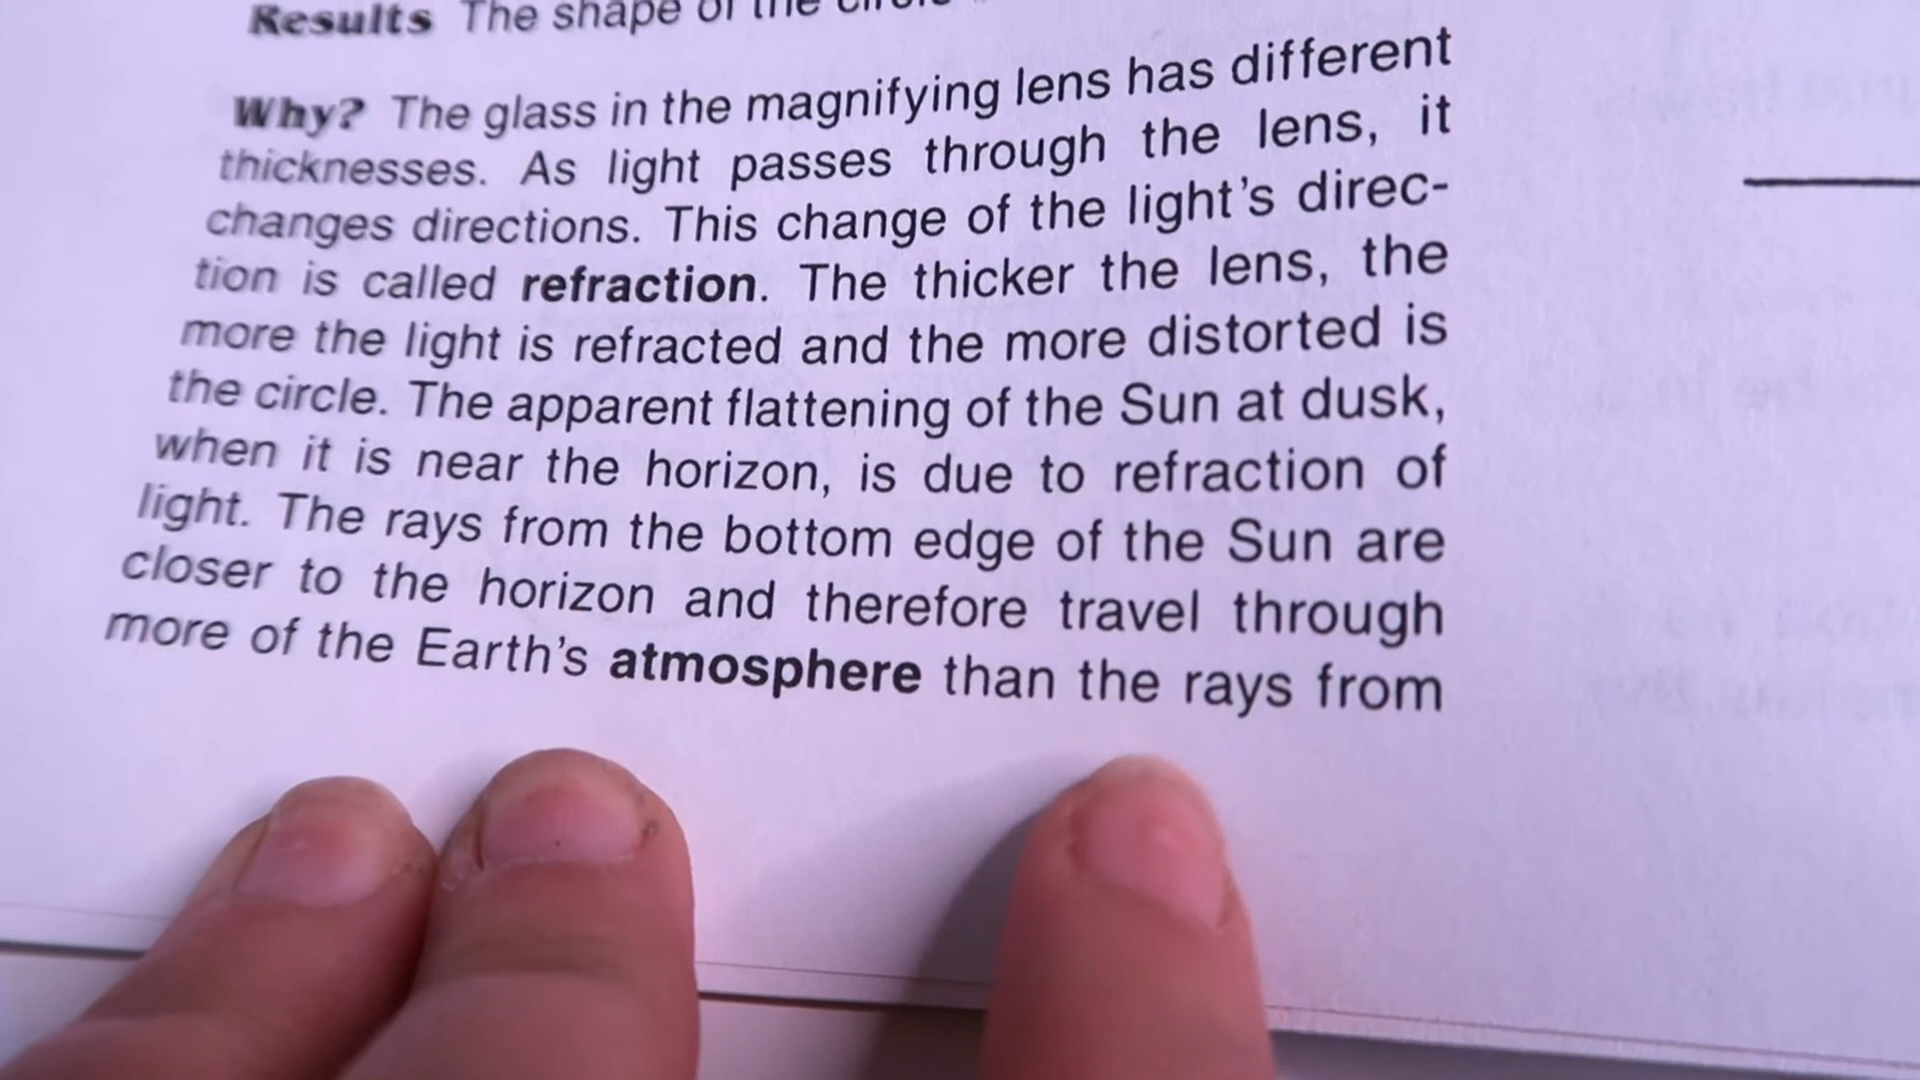 Results The shape of the circle
Why? The glass in the magnifying lens has different
thicknesses. As light passes through the lens, it
changes directions. This change of the light's direc-
tion is called refraction. The thicker the lens, the
more the light is refracted and the more distorted is
the circle. The apparent flattening of the Sun at dusk,
when it is near the horizon, is due to refraction of
light. The rays from the bottom edge of the Sun are
closer to the horizon and therefore travel through
more of the Earth's atmosphere than the rays from